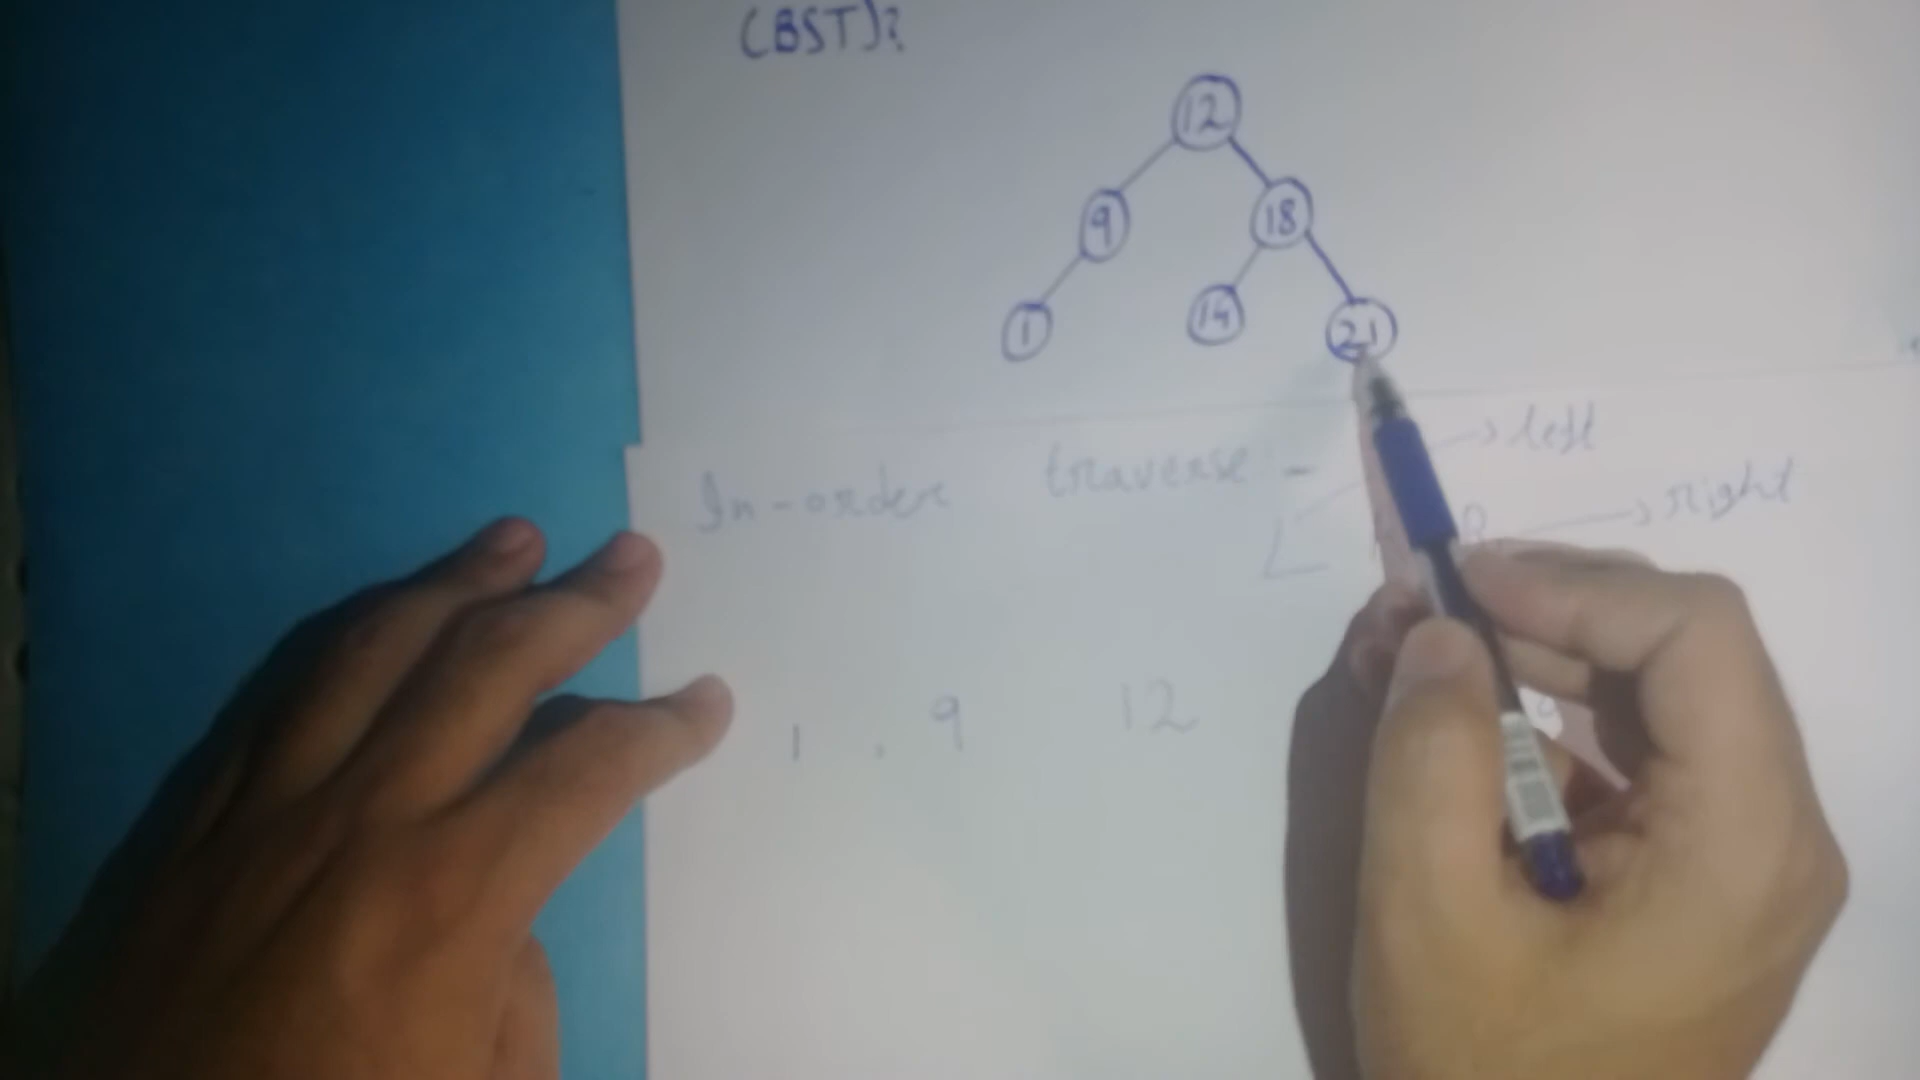 (BST)?
12
9 18
1 14 21
In-order traverse :- → left
L R → right
1 , 9 12